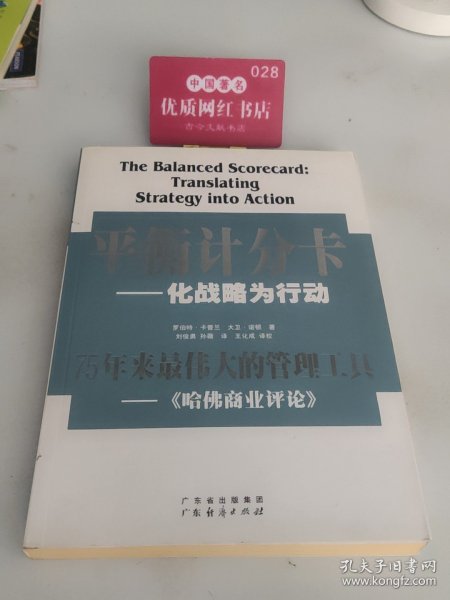 028
中国著名
优质网红书店
古今文献书店
The Balanced Scorecard:
Translating
Strategy into Action
平衡计分卡
——化战略为行动
罗伯特·卡普兰 大卫·诺顿 著
刘俊勇 孙薇 译 王化成 译校
75年来最伟大的管理工具
——《哈佛商业评论》
广东省出版集团
广东经济出版社
孔夫子旧书网
www.kongfz.com